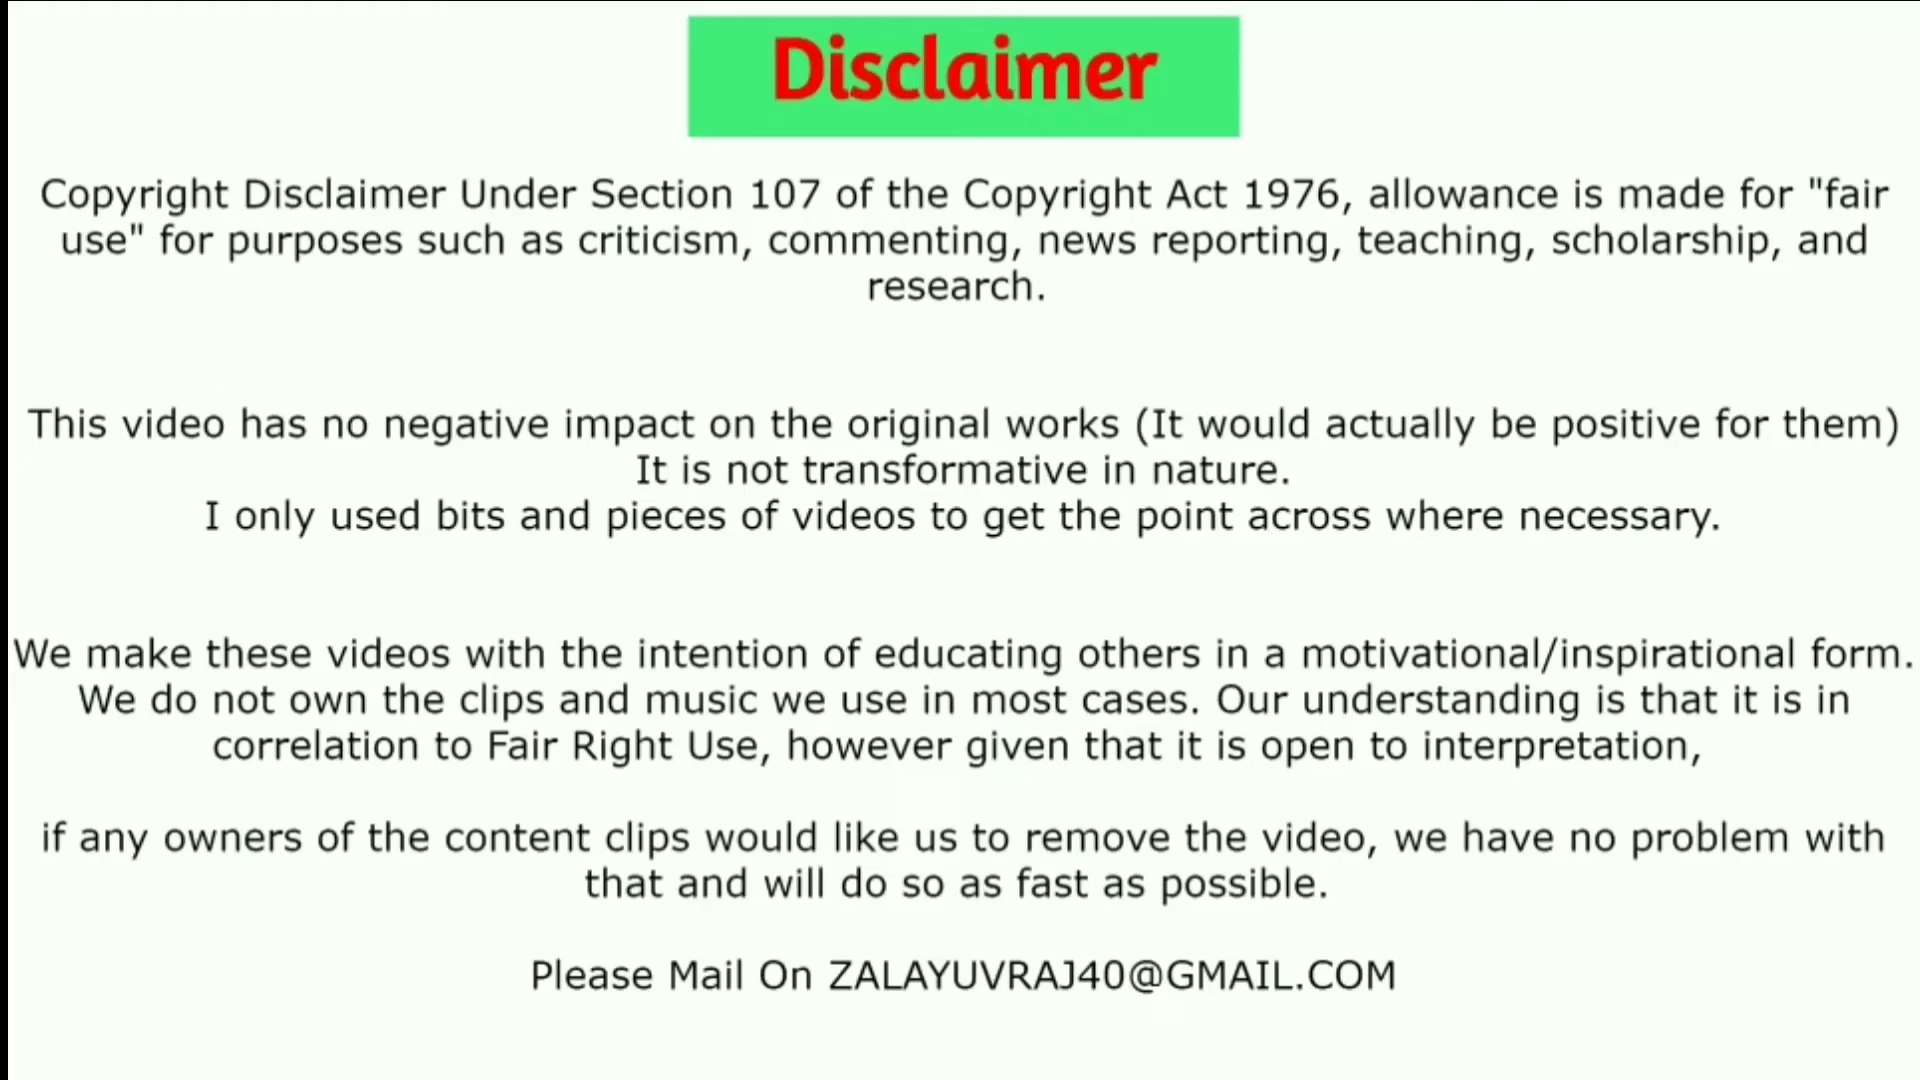 Disclaimer
Copyright Disclaimer Under Section 107 of the Copyright Act 1976, allowance is made for "fair
use" for purposes such as criticism, commenting, news reporting, teaching, scholarship, and
research.
This video has no negative impact on the original works (It would actually be positive for them)
It is not transformative in nature.
I only used bits and pieces of videos to get the point across where necessary.
We make these videos with the intention of educating others in a motivational/inspirational form.
We do not own the clips and music we use in most cases. Our understanding is that it is in
correlation to Fair Right Use, however given that it is open to interpretation,
if any owners of the content clips would like us to remove the video, we have no problem with
that and will do so as fast as possible.
Please Mail On ZALAYUVRAJ40@GMAIL.COM